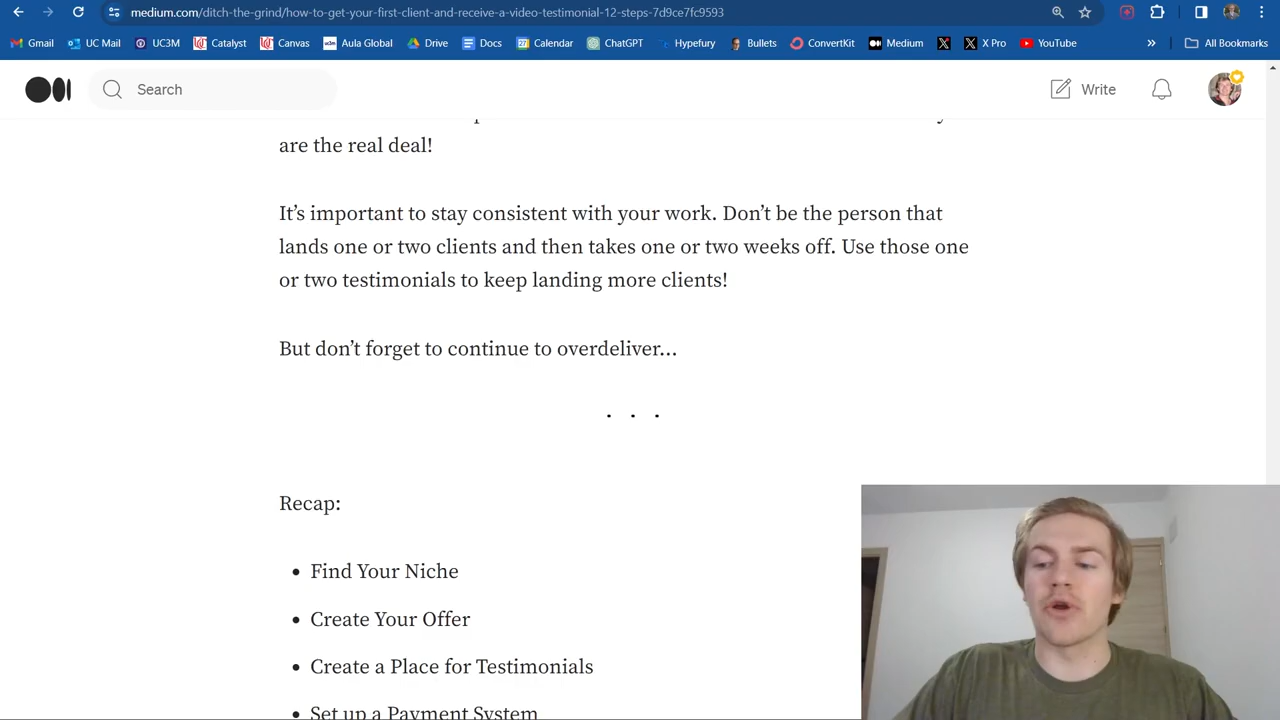 medium.com/ditch-the-grind/how-to-get-your-first-client-and-receive-a-video-testimonial-12-steps-7d9ce7fc9593
Gmail UC Mail UC3M Catalyst Canvas Aula Global Drive Docs Calendar ChatGPT Hypefury Bullets ConvertKit Medium X Pro YouTube » All Bookmarks
Search Write
are the real deal!
It’s important to stay consistent with your work. Don’t be the person that
lands one or two clients and then takes one or two weeks off. Use those one
or two testimonials to keep landing more clients!
But don’t forget to continue to overdeliver…
. . .
Recap:
• Find Your Niche
• Create Your Offer
• Create a Place for Testimonials
• Set up a Payment System